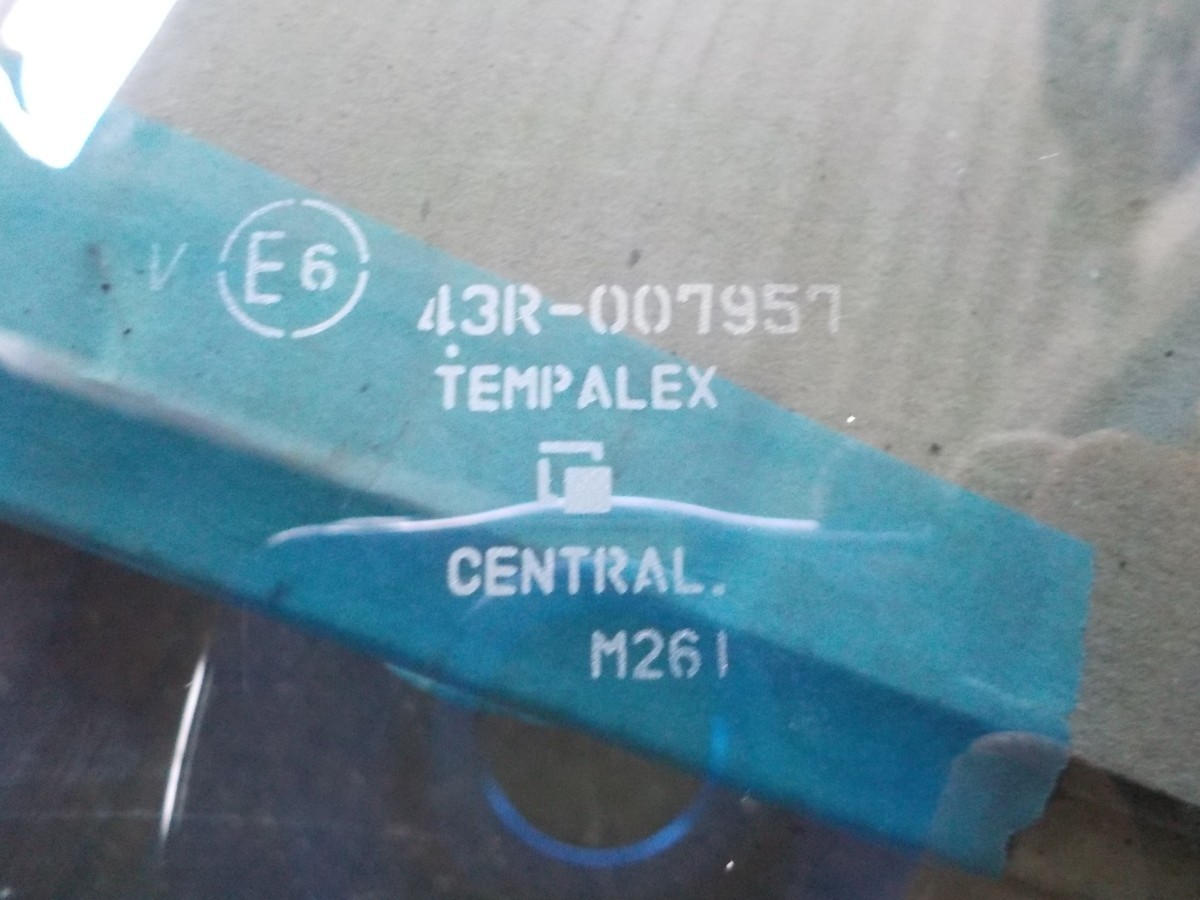 V E6
43R-007957
TEMPALEX
CENTRAL.
M261